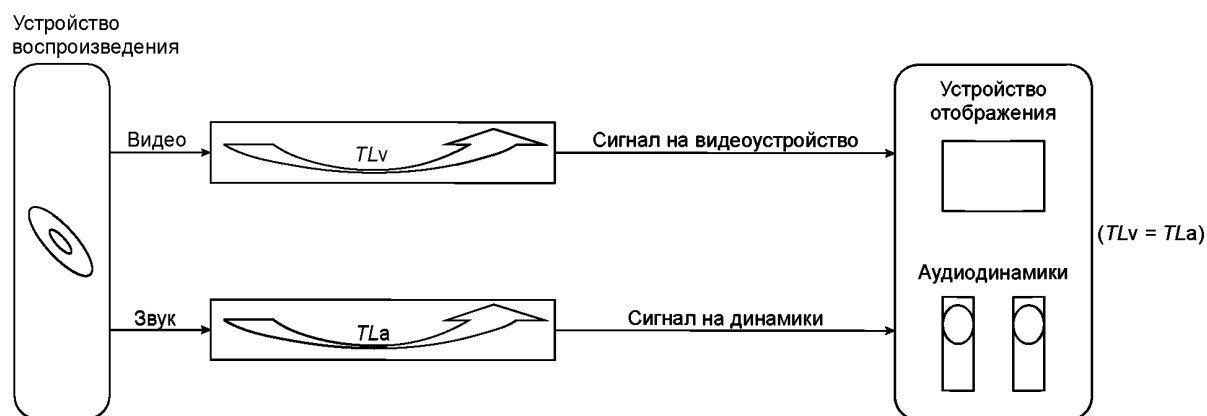 Устройство
воспроизведения
Видео
TLv
Сигнал на видеоустройство
Устройство
отображения
(TLv = TLa)
Аудиодинамики
Звук
TLa
Сигнал на динамики